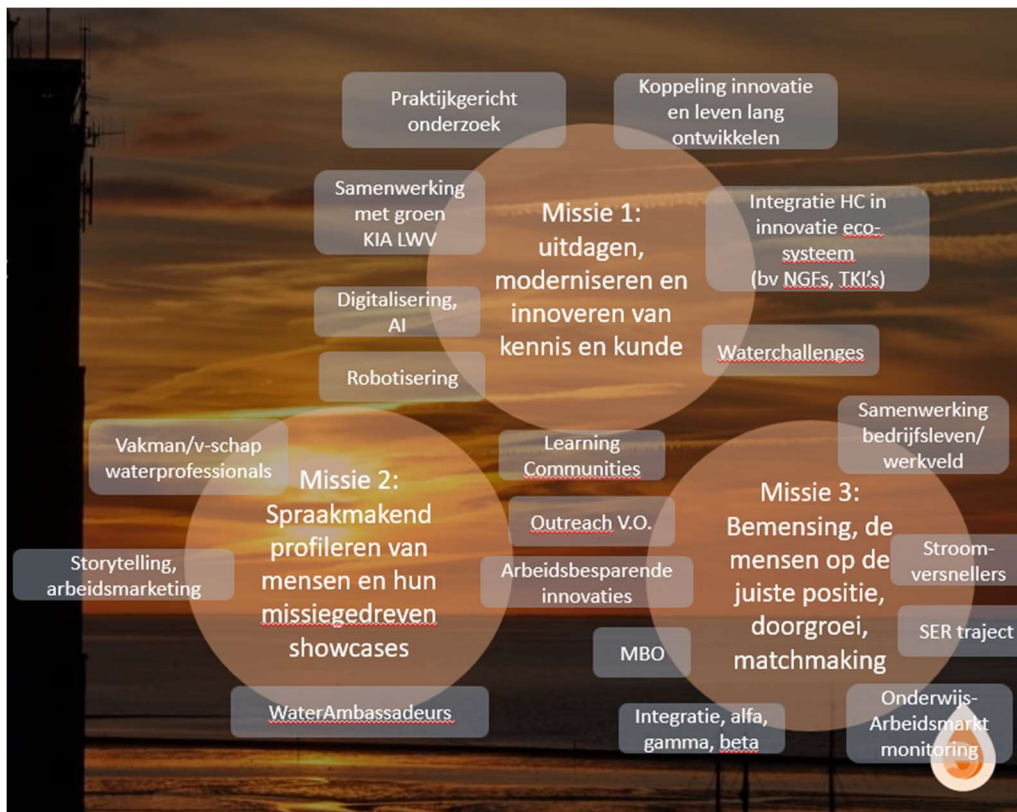 Praktijkgericht
onderzoek
Koppeling innovatie
en leven lang
ontwikkelen
Samenwerking
met groen
KIA LWV
Missie 1:
uitdagen,
moderniseren en
innoveren van
kennis en kunde
Integratie HC in
innovatie eco-
systeem
(bv NGFs, TKI's)
Digitalisering,
AI
Waterchallenges
Robotisering
Vakman/v-schap
waterprofessionals
Learning
Communities
Samenwerking
bedrijfsleven/
werkveld
Missie 2:
Spraakmakend
profileren van
mensen en hun
missiegedreven
showcases
Outreach V.O.
Missie 3:
Bemensing, de
mensen op de
juiste positie,
doorgroei,
matchmaking
Storytelling,
arbeidsmarketing
Arbeidsbesparende
innovaties
Stroom-
versnellers
MBO
SER traject
WaterAmbassadeurs
Integratie, alfa,
gamma, beta
Onderwijs-
Arbeidsmarkt
monitoring